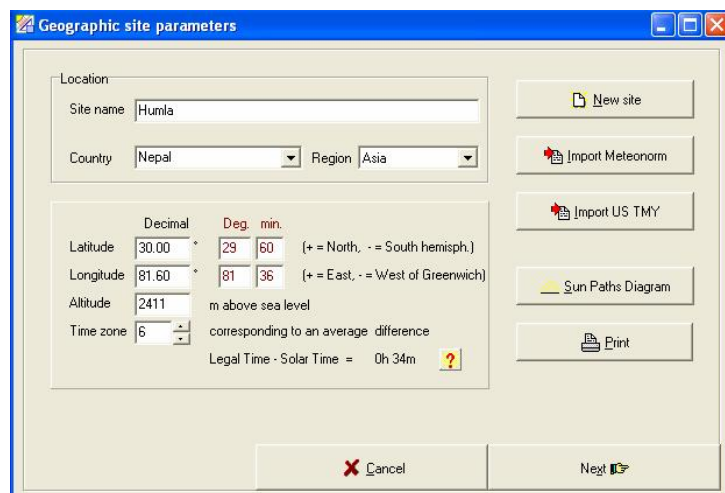 Geographic site parameters
Location
Site name Humla
Country Nepal Region Asia
New site
Import Meteonorm
Import US TMY
Sun Paths Diagram
Print
Decimal Deg. min.
Latitude 30.00 ° 29 60 (+ = North, - = South hemisph.)
Longitude 81.60 ° 81 36 (+ = East, - = West of Greenwich)
Altitude 2411 m above sea level
Time zone 6 corresponding to an average difference
Legal Time - Solar Time = 0h 34m ?
Cancel
Next